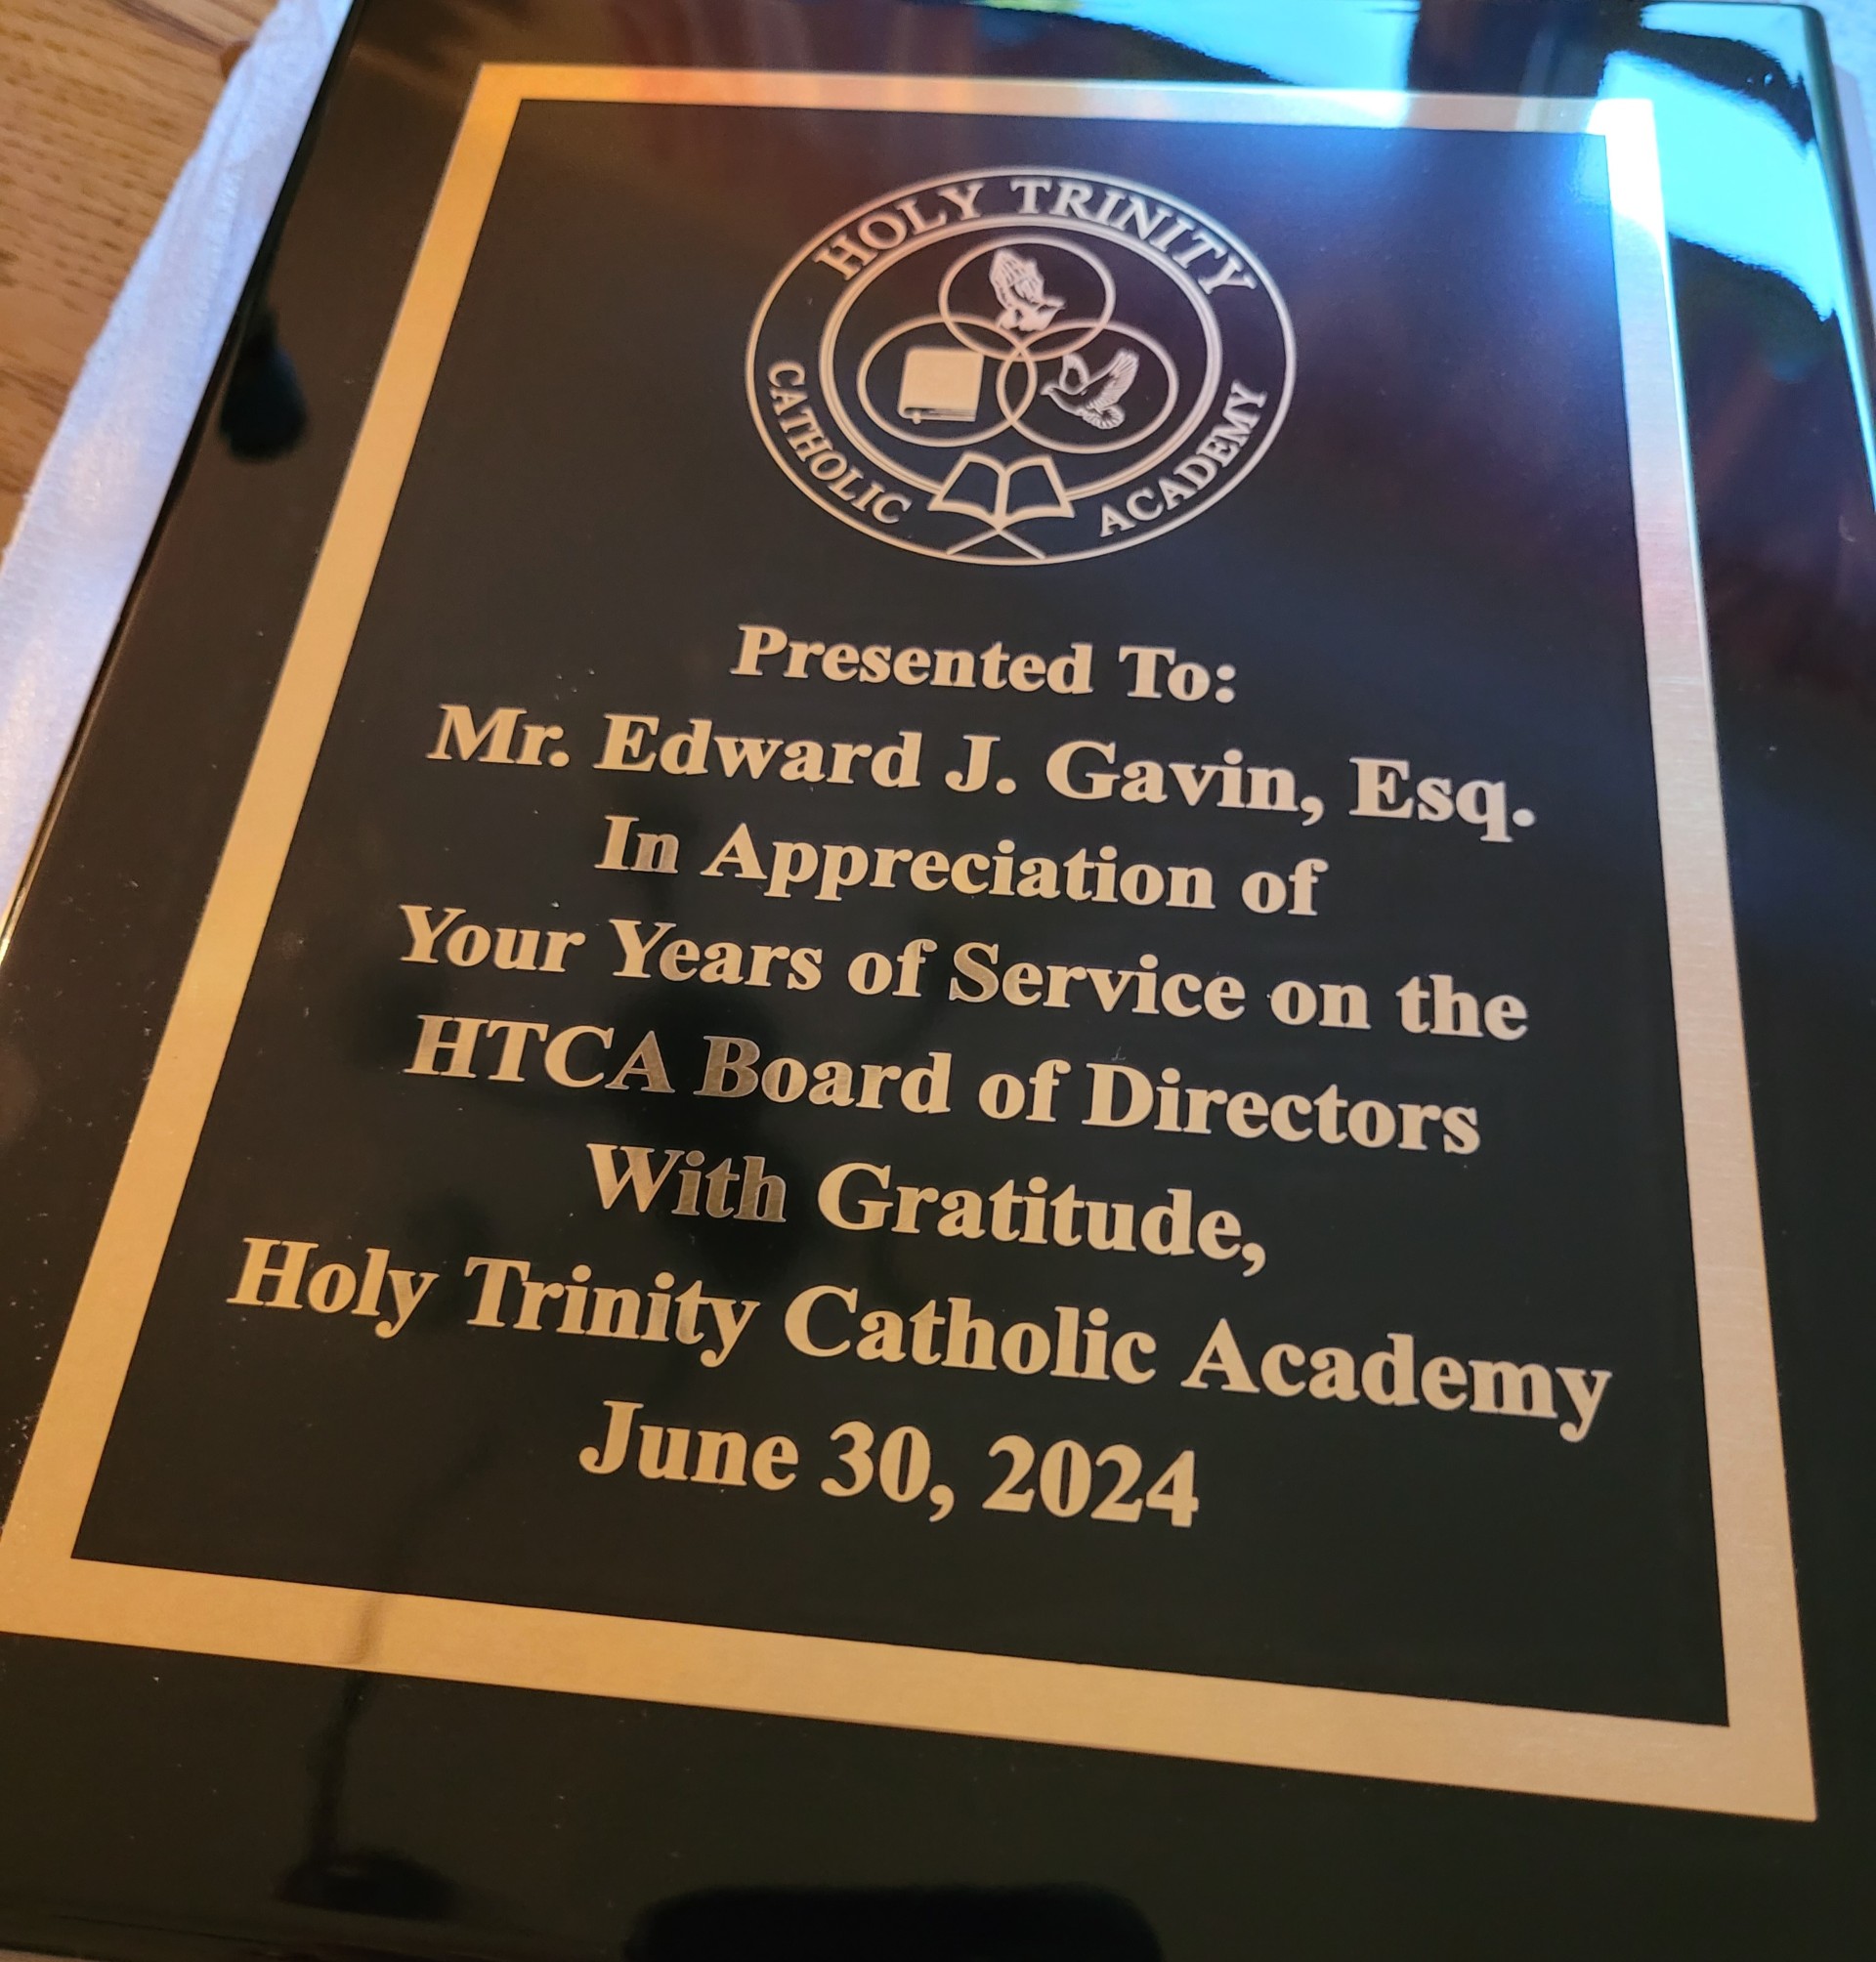 HOLY TRINITY
CATHOLIC ACADEMY
Presented To:
Mr. Edward J. Gavin, Esq.
In Appreciation of
Your Years of Service on the
HTCA Board of Directors
With Gratitude,
Holy Trinity Catholic Academy
June 30, 2024